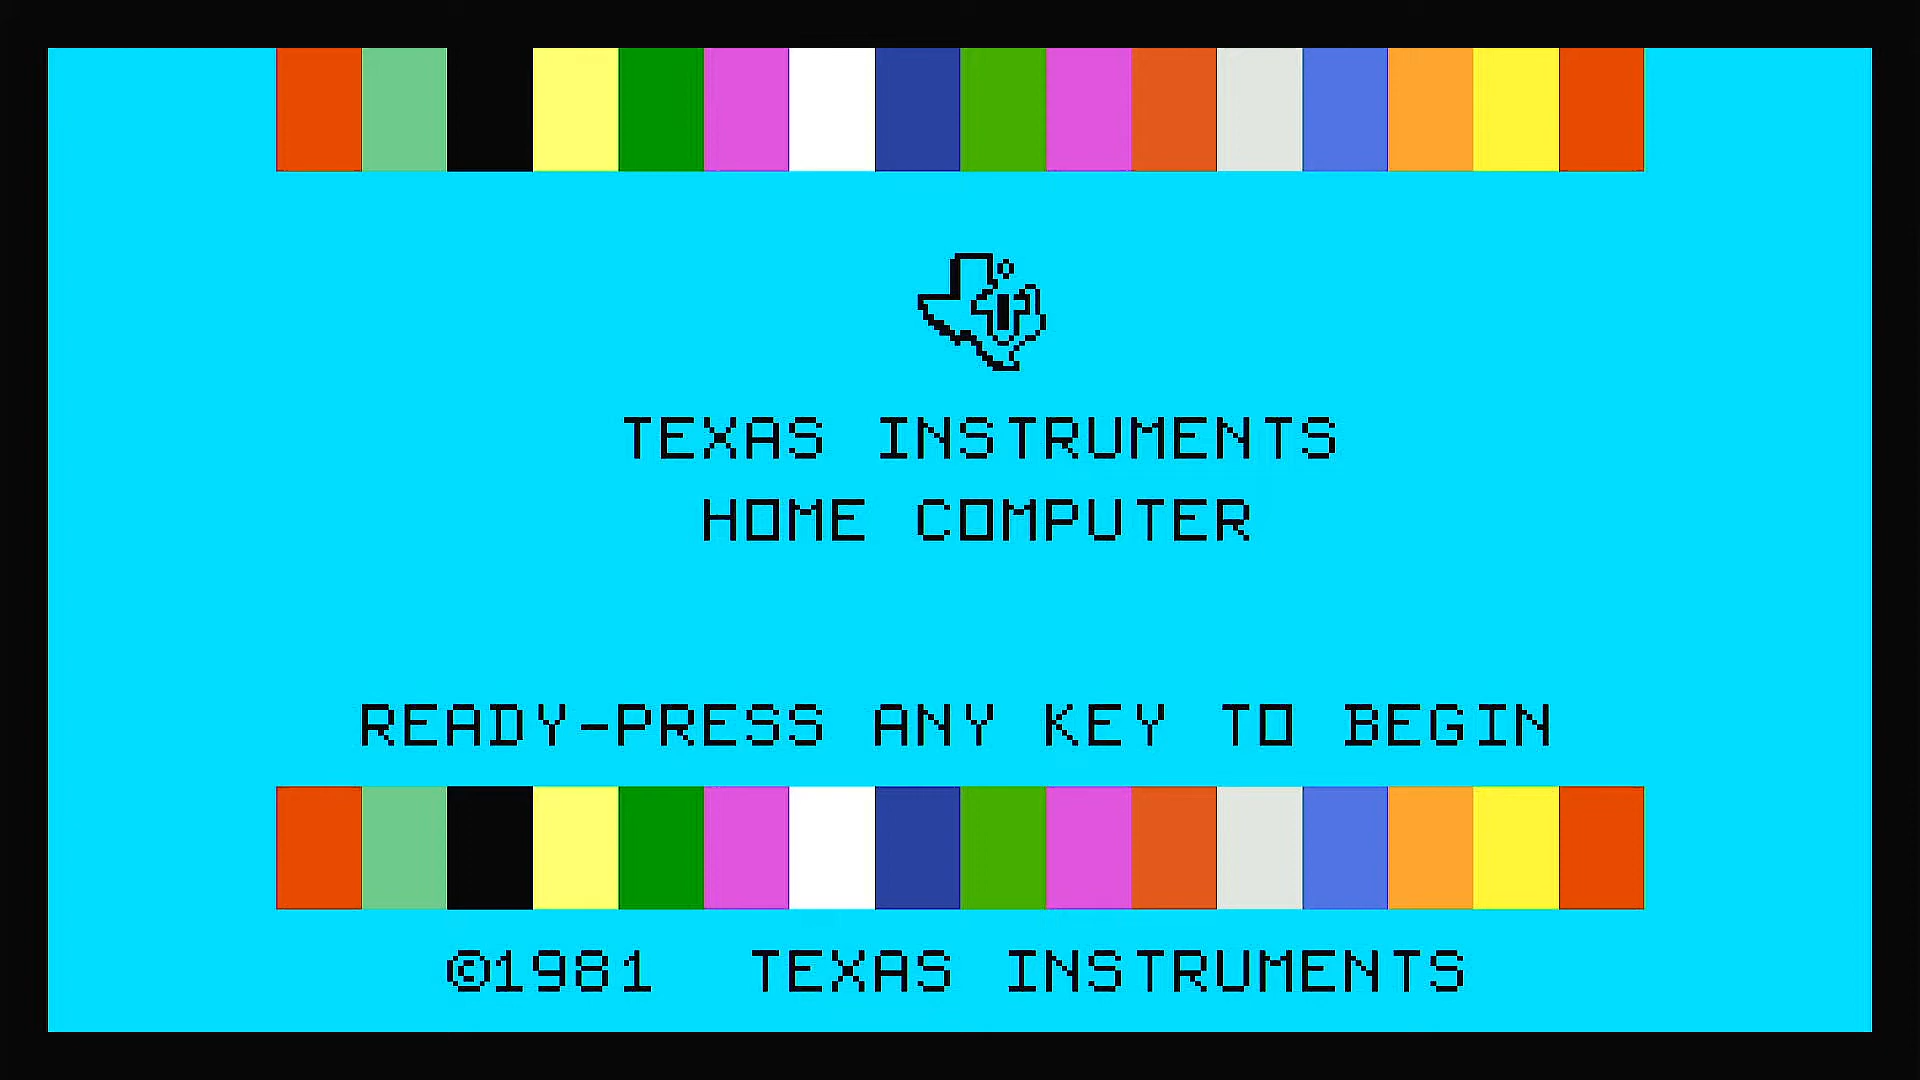 TEXAS INSTRUMENTS
HOME COMPUTER
READY-PRESS ANY KEY TO BEGIN
©1981  TEXAS INSTRUMENTS